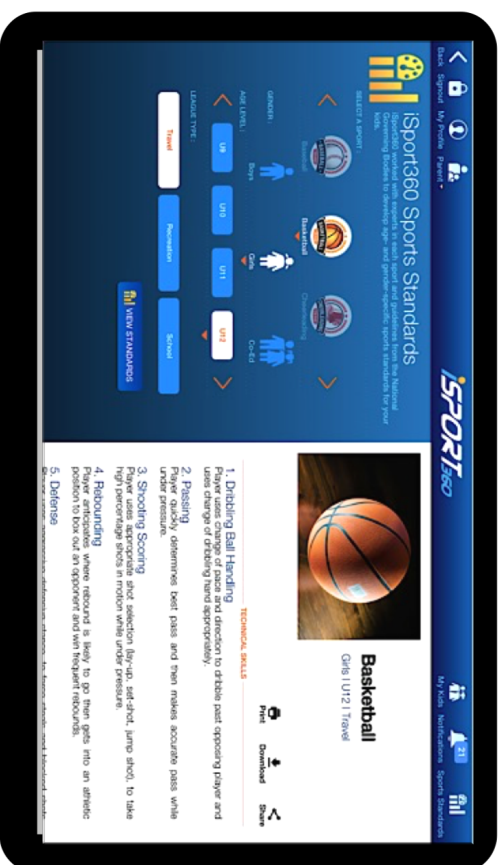 Back Signout My Profile Parent
iSPORT360
My Kids Notifications 21 Sports Standards
iSport360 Sports Standards
iSport360 worked with experts in each sport and guidelines from the National
Governing Bodies to develop age- and gender-specific sports standards for your
kids.
SELECT A SPORT :
Baseball Basketball Cheerleading
GENDER :
Boys Girls Co-Ed
AGE LEVEL :
U9 U10 U11 U12
LEAGUE TYPE :
Travel Recreation School
VIEW STANDARDS
Basketball
Girls | U12 | Travel
Print Download Share
TECHNICAL SKILLS
1. Dribbling Ball Handling
Player uses change of pace and direction to dribble past opposing player and
uses change of dribbling hand appropriately.
2. Passing
Player quickly determines best pass and then makes accurate pass while
under pressure.
3. Shooting Scoring
Player uses appropriate shot selection (lay-up, set-shot, jump shot), to take
high percentage shots in motion while under pressure.
4. Rebounding
Player anticipates where rebound is likely to go then gets into an athletic
position to box out an opponent and win frequent rebounds.
5. Defense